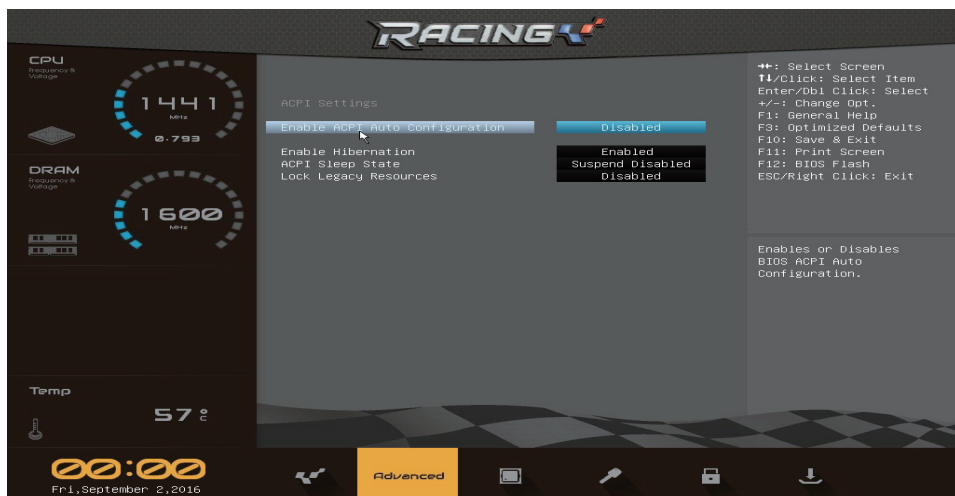 RACING
CPU
Frequency &
Voltage
1441
MHz
0.793
DRAM
Frequency &
Voltage
1600
MHz
Temp
57 °C
00:00
Fri,September 2,2016
ACPI Settings
Enable ACPI Auto Configuration Disabled
Enable Hibernation Enabled
ACPI Sleep State Suspend Disabled
Lock Legacy Resources Disabled
→←: Select Screen
↑↓/Click: Select Item
Enter/Dbl Click: Select
+/-: Change Opt.
F1: General Help
F3: Optimized Defaults
F10: Save & Exit
F11: Print Screen
F12: BIOS Flash
ESC/Right Click: Exit
Enables or Disables
BIOS ACPI Auto
Configuration.
Advanced